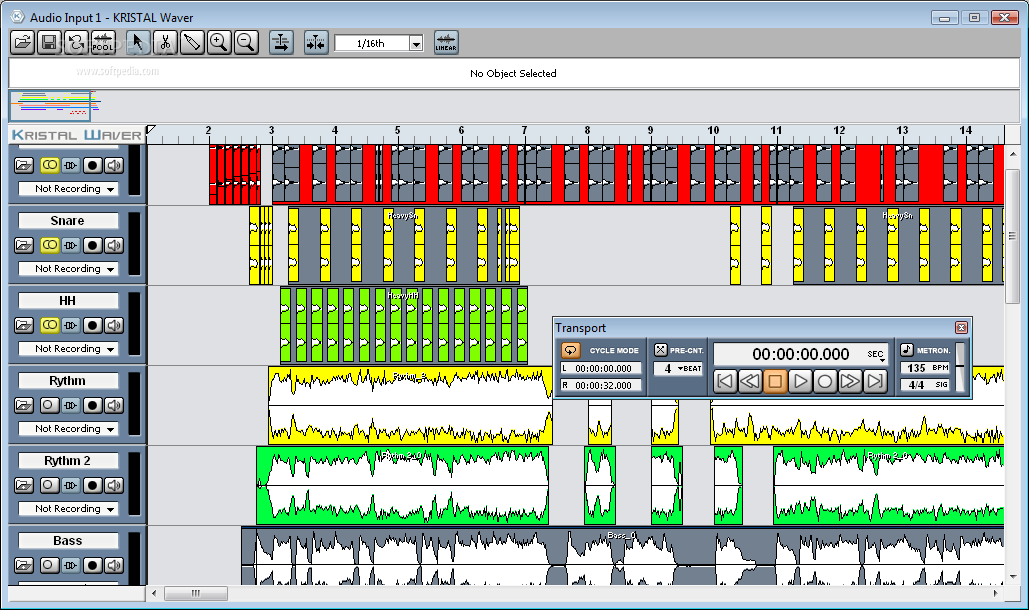 Audio Input 1 - KRISTAL Waver
POOL
1/16th
LINEAR
SOFTPEDIA
www.softpedia.com
No Object Selected
KRISTAL WAVER
2 3 4 5 6 7 8 9 10 11 12 13 14
Not Recording
Snare
Not Recording
HeavySn
HeavySn
HH
Not Recording
HeavyHH
Transport
CYCLE MODE
PRE-CNT.
00:00:00.000
SEC
METRON.
L 00:00:00.000
R 00:00:32.000
4 BEAT
135 BPM
4/4 SIG
Rythm
Not Recording
Rythm 2
Not Recording
Rythm 2_0
Rythm 2_0
Bass
Bass_0